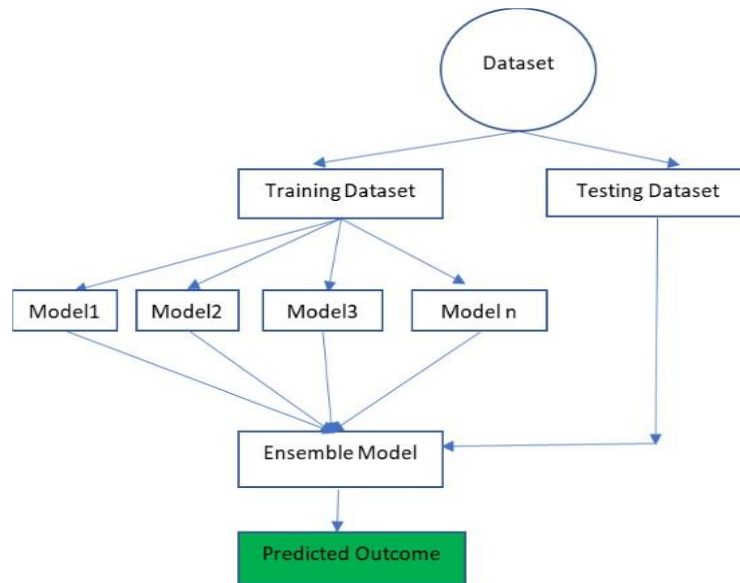 Dataset
Training Dataset
Testing Dataset
Model1
Model2
Model3
Model n
Ensemble Model
Predicted Outcome